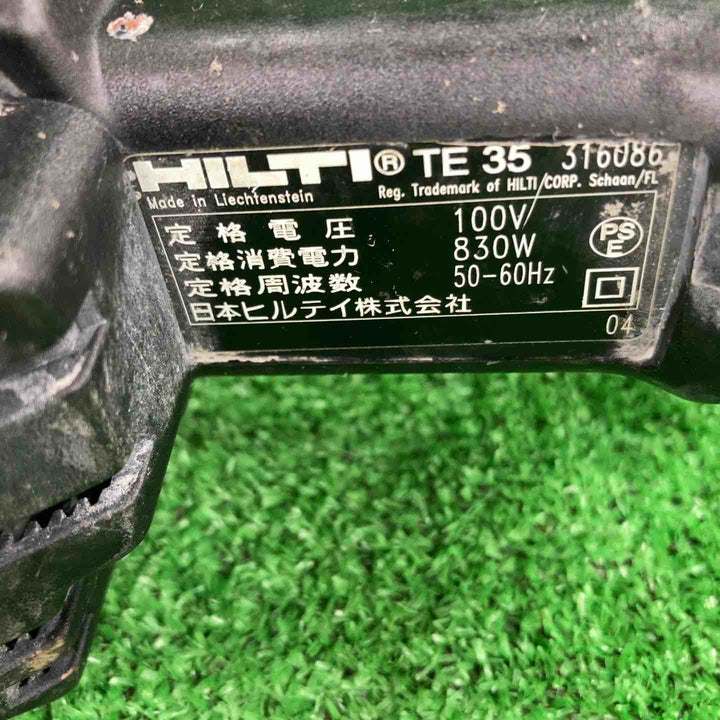 HILTI® TE 35 316086
Made in Liechtenstein Reg. Trademark of HILTI CORP. Schaan/FL
定格電圧 100V
定格消費電力 830W
定格周波数 50-60Hz
日本ヒルティ株式会社
PS E
04